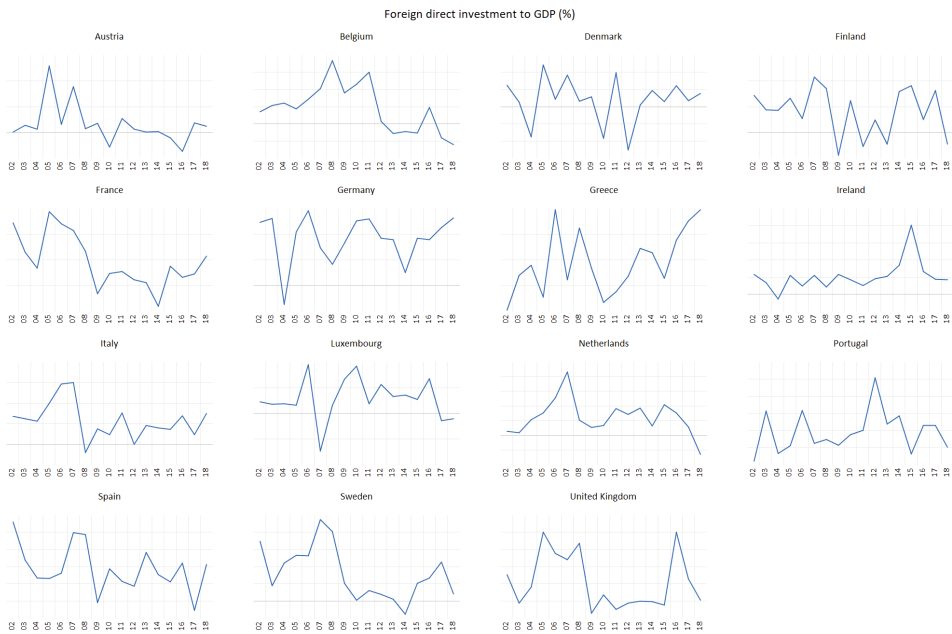 Foreign direct investment to GDP (%)
Austria Belgium Denmark Finland
02 03 04 05 06 07 08 09 10 11 12 13 14 15 16 17 18 02 03 04 05 06 07 08 09 10 11 12 13 14 15 16 17 18 02 03 04 05 06 07 08 09 10 11 12 13 14 15 16 17 18 02 03 04 05 06 07 08 09 10 11 12 13 14 15 16 17 18
France Germany Greece Ireland
02 03 04 05 06 07 08 09 10 11 12 13 14 15 16 17 18 02 03 04 05 06 07 08 09 10 11 12 13 14 15 16 17 18 02 03 04 05 06 07 08 09 10 11 12 13 14 15 16 17 18 02 03 04 05 06 07 08 09 10 11 12 13 14 15 16 17 18
Italy Luxembourg Netherlands Portugal
02 03 04 05 06 07 08 09 10 11 12 13 14 15 16 17 18 02 03 04 05 06 07 08 09 10 11 12 13 14 15 16 17 18 02 03 04 05 06 07 08 09 10 11 12 13 14 15 16 17 18 02 03 04 05 06 07 08 09 10 11 12 13 14 15 16 17 18
Spain Sweden United Kingdom
02 03 04 05 06 07 08 09 10 11 12 13 14 15 16 17 18 02 03 04 05 06 07 08 09 10 11 12 13 14 15 16 17 18 02 03 04 05 06 07 08 09 10 11 12 13 14 15 16 17 18